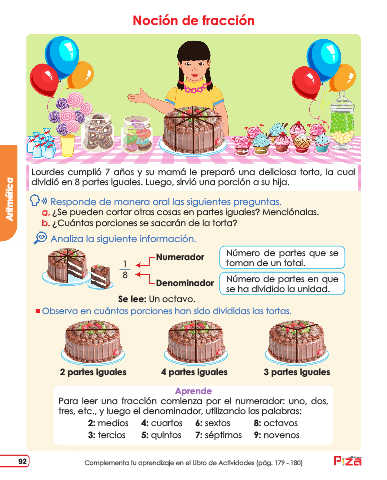 Noción de fracción
Lourdes cumplió 7 años y su mamá le preparó una deliciosa torta, la cual
dividió en 8 partes iguales. Luego, sirvió una porción a su hija.
Responde de manera oral las siguientes preguntas.
a. ¿Se pueden cortar otras cosas en partes iguales? Menciónalas.
b. ¿Cuántas porciones se sacarán de la torta?
Analiza la siguiente información.
1
8
Numerador
Denominador
Número de partes que se
toman de un total.
Número de partes en que
se ha dividido la unidad.
Se lee: Un octavo.
Observa en cuántas porciones han sido divididas las tortas.
2 partes iguales 4 partes iguales 3 partes iguales
Aprende
Para leer una fracción comienza por el numerador: uno, dos,
tres, etc., y luego el denominador, utilizando las palabras:
2: medios 4: cuartos 6: sextos 8: octavos
3: tercios 5: quintos 7: séptimos 9: novenos
Aritmética
92
Complementa tu aprendizaje en el Libro de Actividades (pág. 179 - 180)